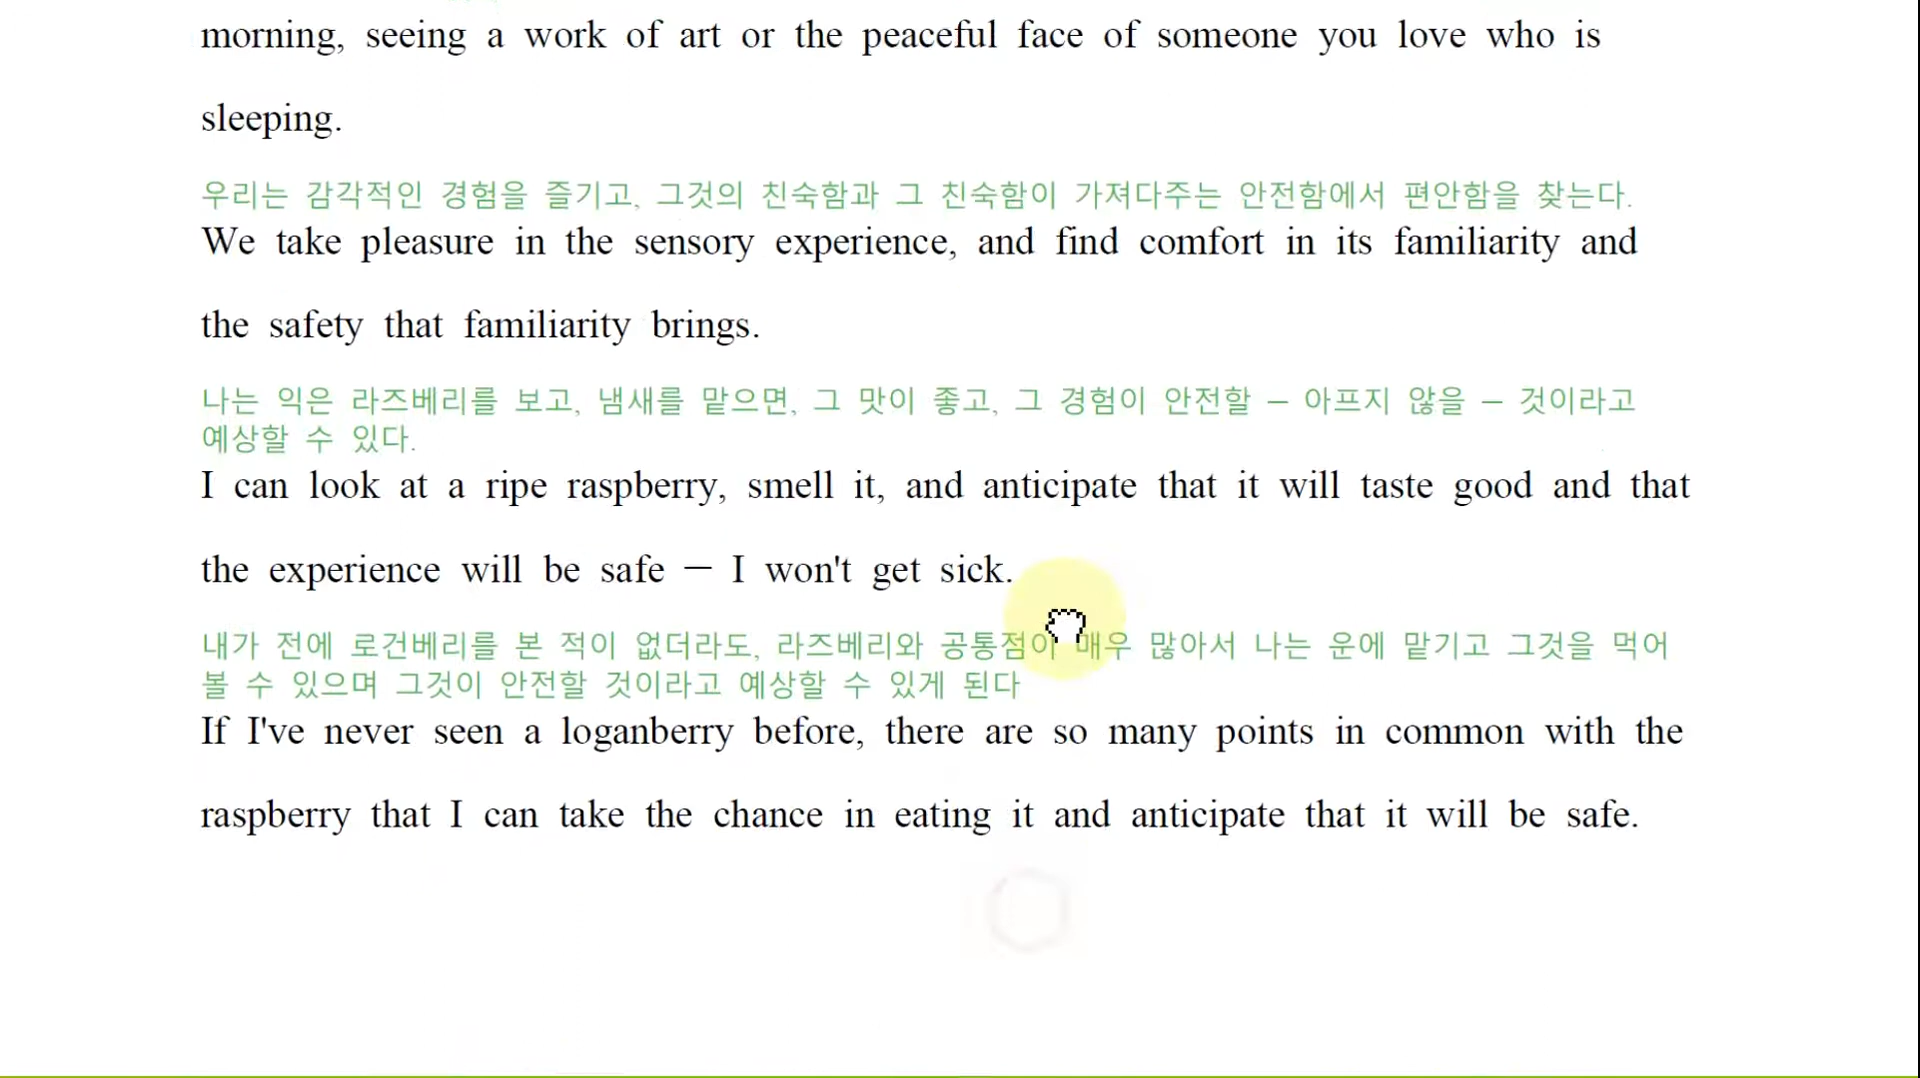 morning, seeing a work of art or the peaceful face of someone you love who is
sleeping.
우리는 감각적인 경험을 즐기고, 그것의 친숙함과 그 친숙함이 가져다주는 안전함에서 편안함을 찾는다.
We take pleasure in the sensory experience, and find comfort in its familiarity and
the safety that familiarity brings.
나는 익은 라즈베리를 보고, 냄새를 맡으면, 그 맛이 좋고, 그 경험이 안전할 – 아프지 않을 – 것이라고
예상할 수 있다.
I can look at a ripe raspberry, smell it, and anticipate that it will taste good and that
the experience will be safe — I won't get sick.
내가 전에 로건베리를 본 적이 없더라도, 라즈베리와 공통점이 매우 많아서 나는 운에 맡기고 그것을 먹어
볼 수 있으며 그것이 안전할 것이라고 예상할 수 있게 된다
If I've never seen a loganberry before, there are so many points in common with the
raspberry that I can take the chance in eating it and anticipate that it will be safe.